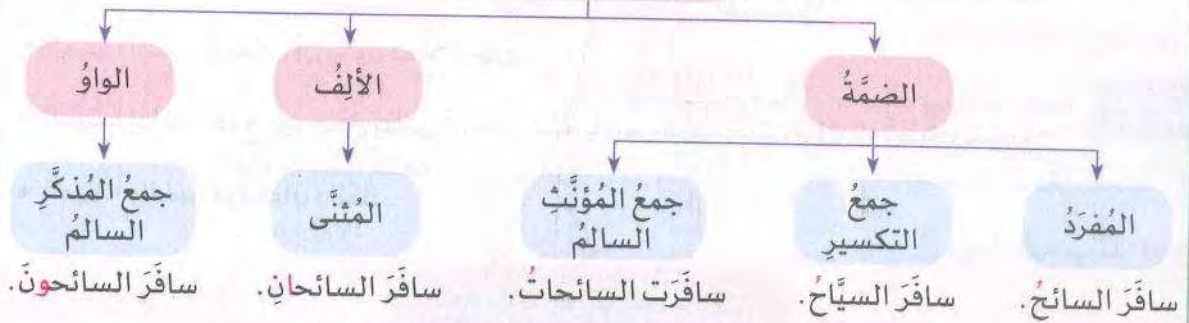 الضمَّةُ
الألِفُ
الواوُ
المُفرَدُ
جمعُ
التكسيرِ
جمعُ المُؤنَّثِ
السالمُ
المُثنَّى
جمعُ المُذكَّرِ
السالمُ
سافَرَ السائحُ.
سافَرَ السيَّاحُ.
سافَرَت السائحاتُ.
سافَرَ السائحانِ.
سافَرَ السائحونَ.